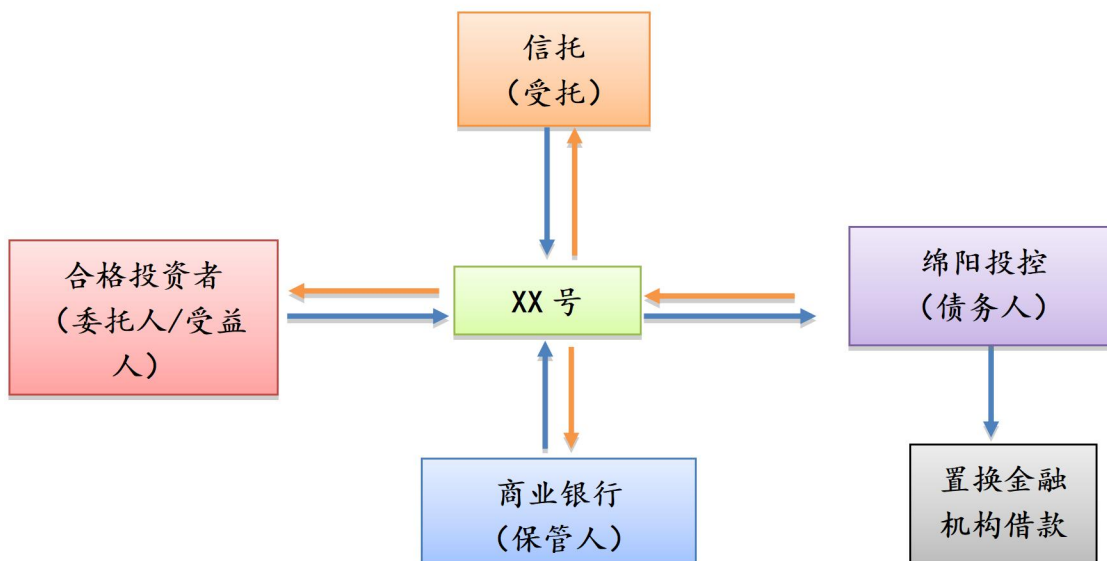 信托
（受托）
合格投资者
（委托人/受益
人）
XX 号
绵阳投控
（债务人）
商业银行
（保管人）
置换金融
机构借款